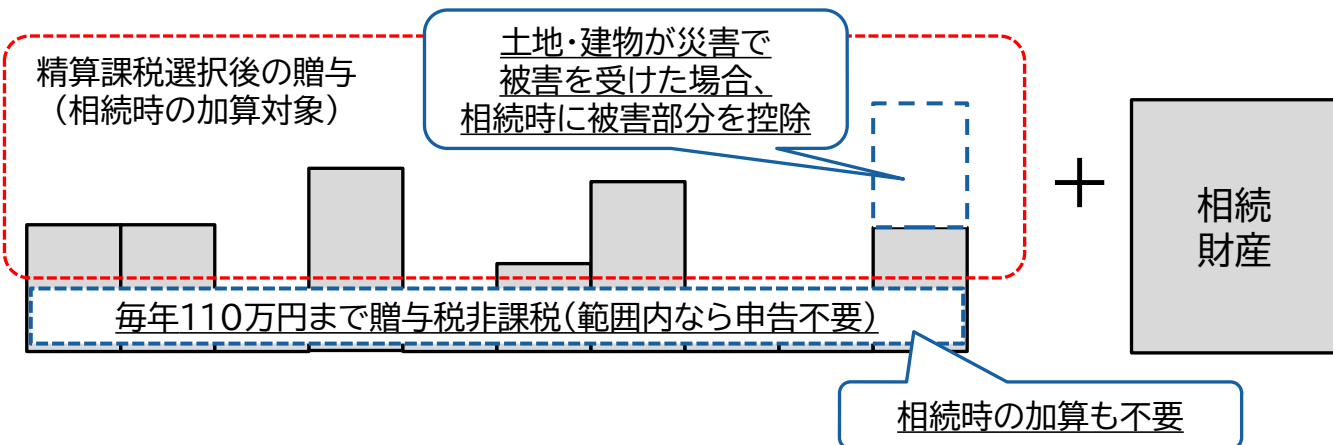 精算課税選択後の贈与
（相続時の加算対象）
土地・建物が災害で
被害を受けた場合、
相続時に被害部分を控除
＋
相続
財産
毎年110万円まで贈与税非課税（範囲内なら申告不要）
相続時の加算も不要